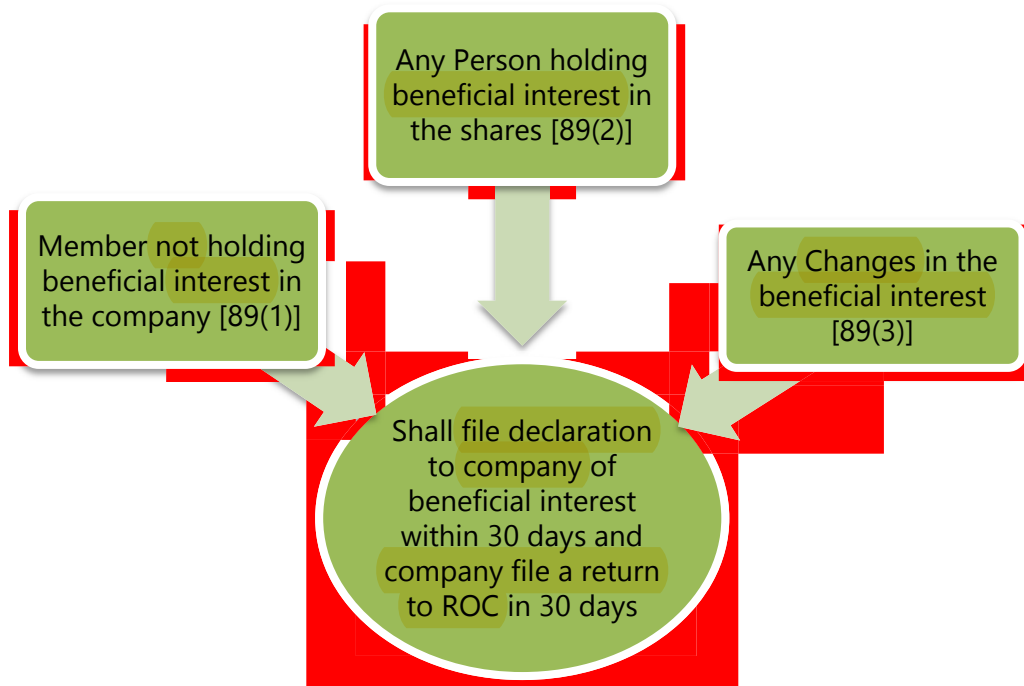 Any Person holding
beneficial interest in
the shares [89(2)]
Member not holding
beneficial interest in
the company [89(1)]
Any Changes in the
beneficial interest
[89(3)]
Shall file declaration
to company of
beneficial interest
within 30 days and
company file a return
to ROC in 30 days